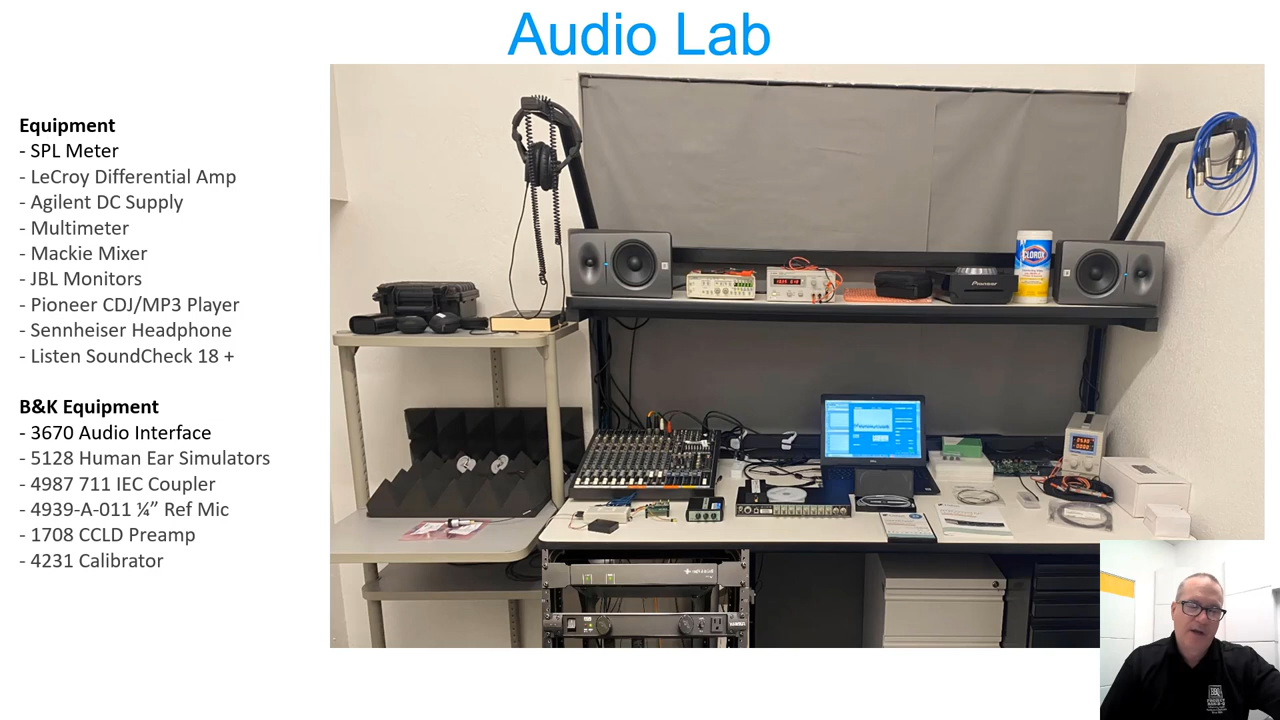 Audio Lab
Equipment
- SPL Meter
- LeCroy Differential Amp
- Agilent DC Supply
- Multimeter
- Mackie Mixer
- JBL Monitors
- Pioneer CDJ/MP3 Player
- Sennheiser Headphone
- Listen SoundCheck 18 +
B&K Equipment
- 3670 Audio Interface
- 5128 Human Ear Simulators
- 4987 711 IEC Coupler
- 4939-A-011 ¼” Ref Mic
- 1708 CCLD Preamp
- 4231 Calibrator
CLOROX
Pioneer